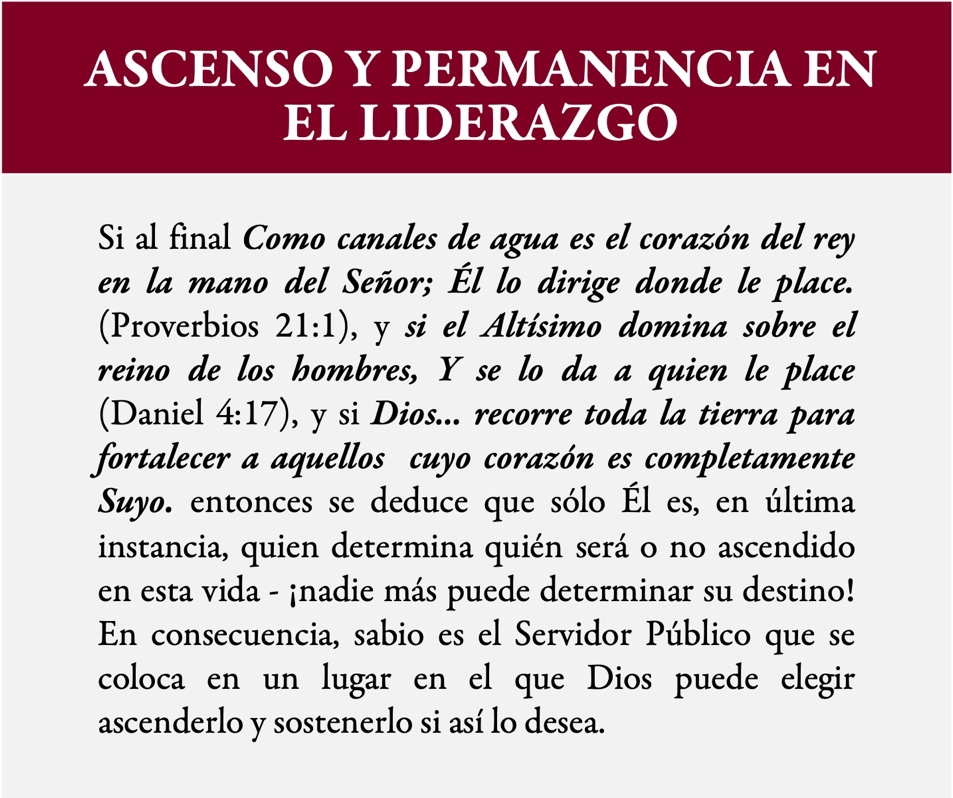 ASCENSO Y PERMANENCIA EN
EL LIDERAZGO
Si al final Como canales de agua es el corazón del rey
en la mano del Señor; Él lo dirige donde le place.
(Proverbios 21:1), y si el Altísimo domina sobre el
reino de los hombres, Y se lo da a quien le place
(Daniel 4:17), y si Dios... recorre toda la tierra para
fortalecer a aquellos cuyo corazón es completamente
Suyo. entonces se deduce que sólo Él es, en última
instancia, quien determina quién será o no ascendido
en esta vida - ¡nadie más puede determinar su destino!
En consecuencia, sabio es el Servidor Público que se
coloca en un lugar en el que Dios puede elegir
ascenderlo y sostenerlo si así lo desea.